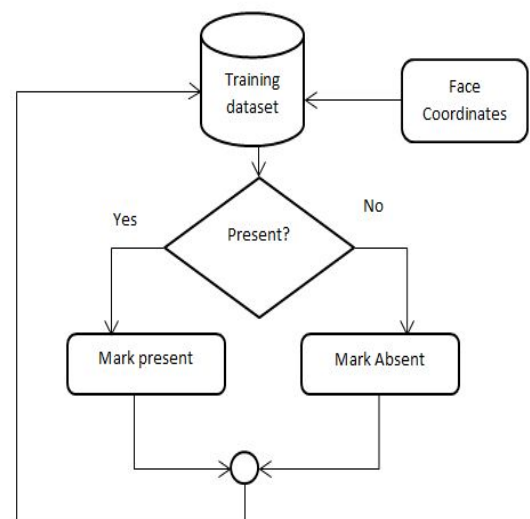 Training
dataset
Face
Coordinates
Yes
No
Present?
Mark present
Mark Absent